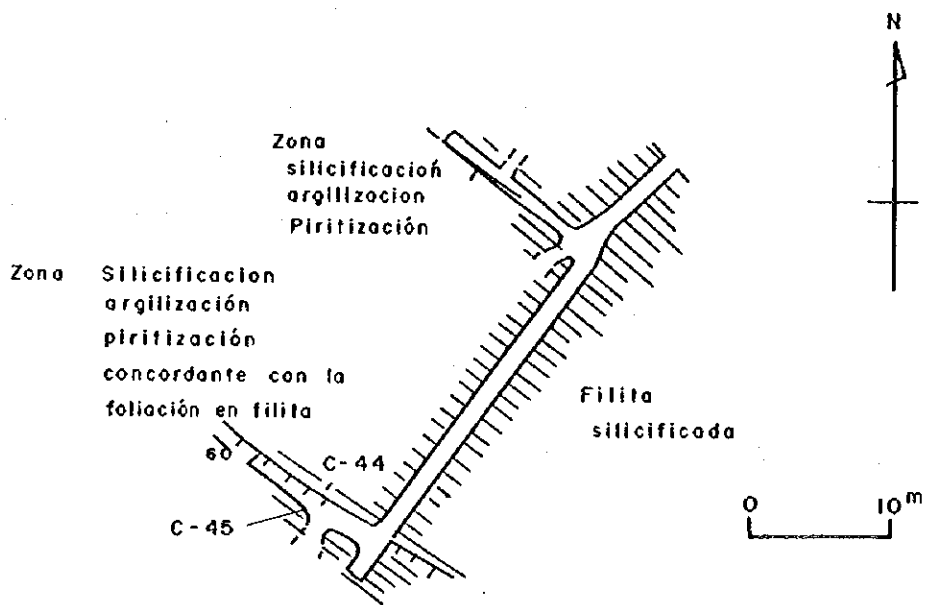 N
Zona
silicificación
argilizacion
Piritización
Zona Silicificacion
argilización
piritización
concordante con la
foliación en filita
Filita
silicificada
60
C-44
C-45
0 10m